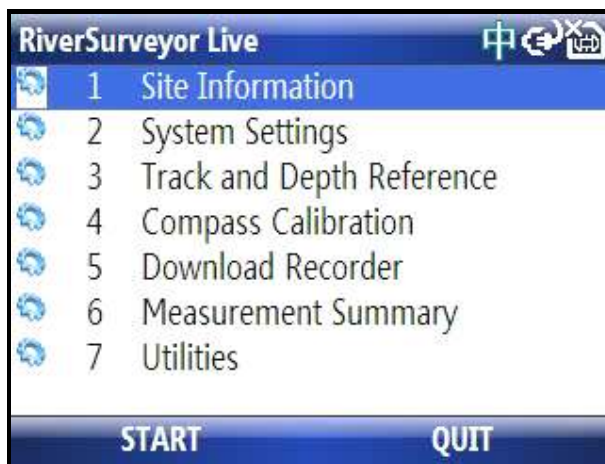 RiverSurveyor Live 中
1 Site Information
2 System Settings
3 Track and Depth Reference
4 Compass Calibration
5 Download Recorder
6 Measurement Summary
7 Utilities
START QUIT